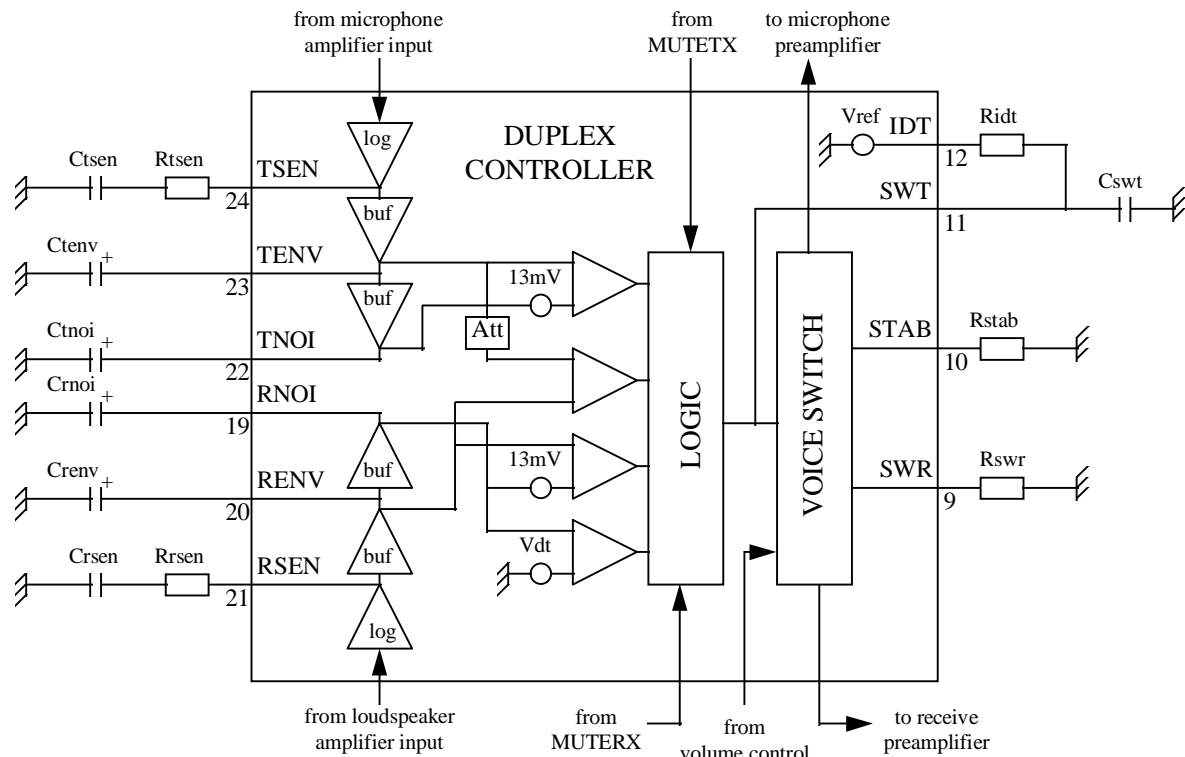 from microphone
amplifier input
from
MUTETX
to microphone
preamplifier
DUPLEX
CONTROLLER
log
Vref
IDT
Ridt
12
Ctsen
Rtsen
TSEN
24
SWT
Cswt
11
buf
Ctenv
+
TENV
23
13mV
buf
Att
Ctnoi
+
TNOI
22
STAB
Rstab
10
Crnoi
+
RNOI
19
LOGIC
VOICE SWITCH
buf
13mV
Crenv
+
RENV
20
SWR
Rswr
9
buf
Vdt
Crsen
Rrsen
RSEN
21
log
from loudspeaker
amplifier input
from
MUTERX
from
volume control
to receive
preamplifier